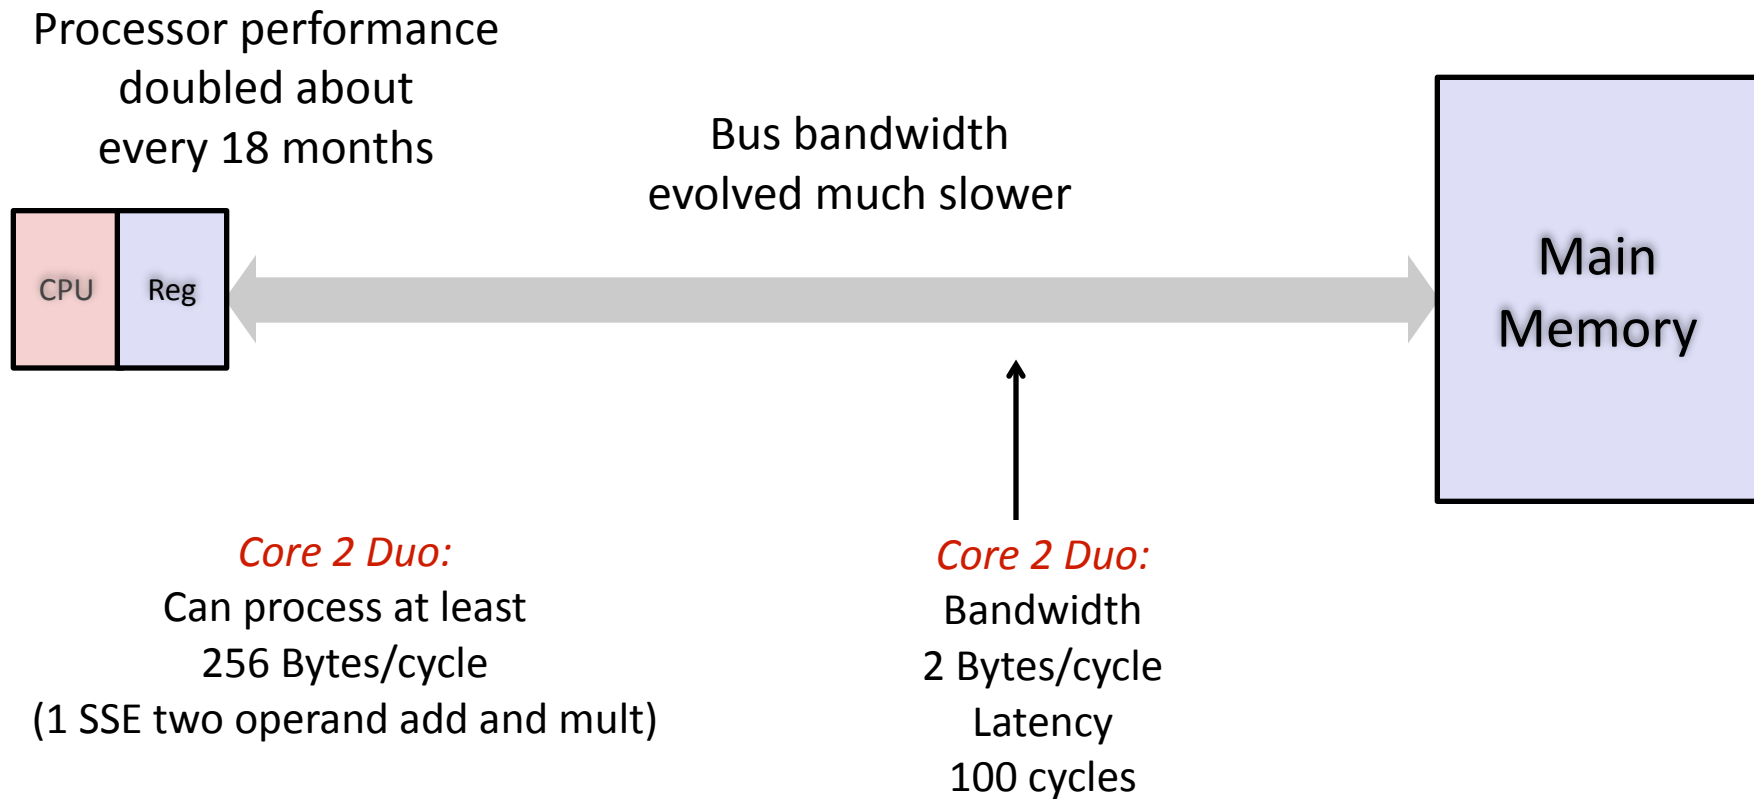 Processor performance
doubled about
every 18 months
Bus bandwidth
evolved much slower
CPU
Reg
Main
Memory
Core 2 Duo:
Can process at least
256 Bytes/cycle
(1 SSE two operand add and mult)
Core 2 Duo:
Bandwidth
2 Bytes/cycle
Latency
100 cycles